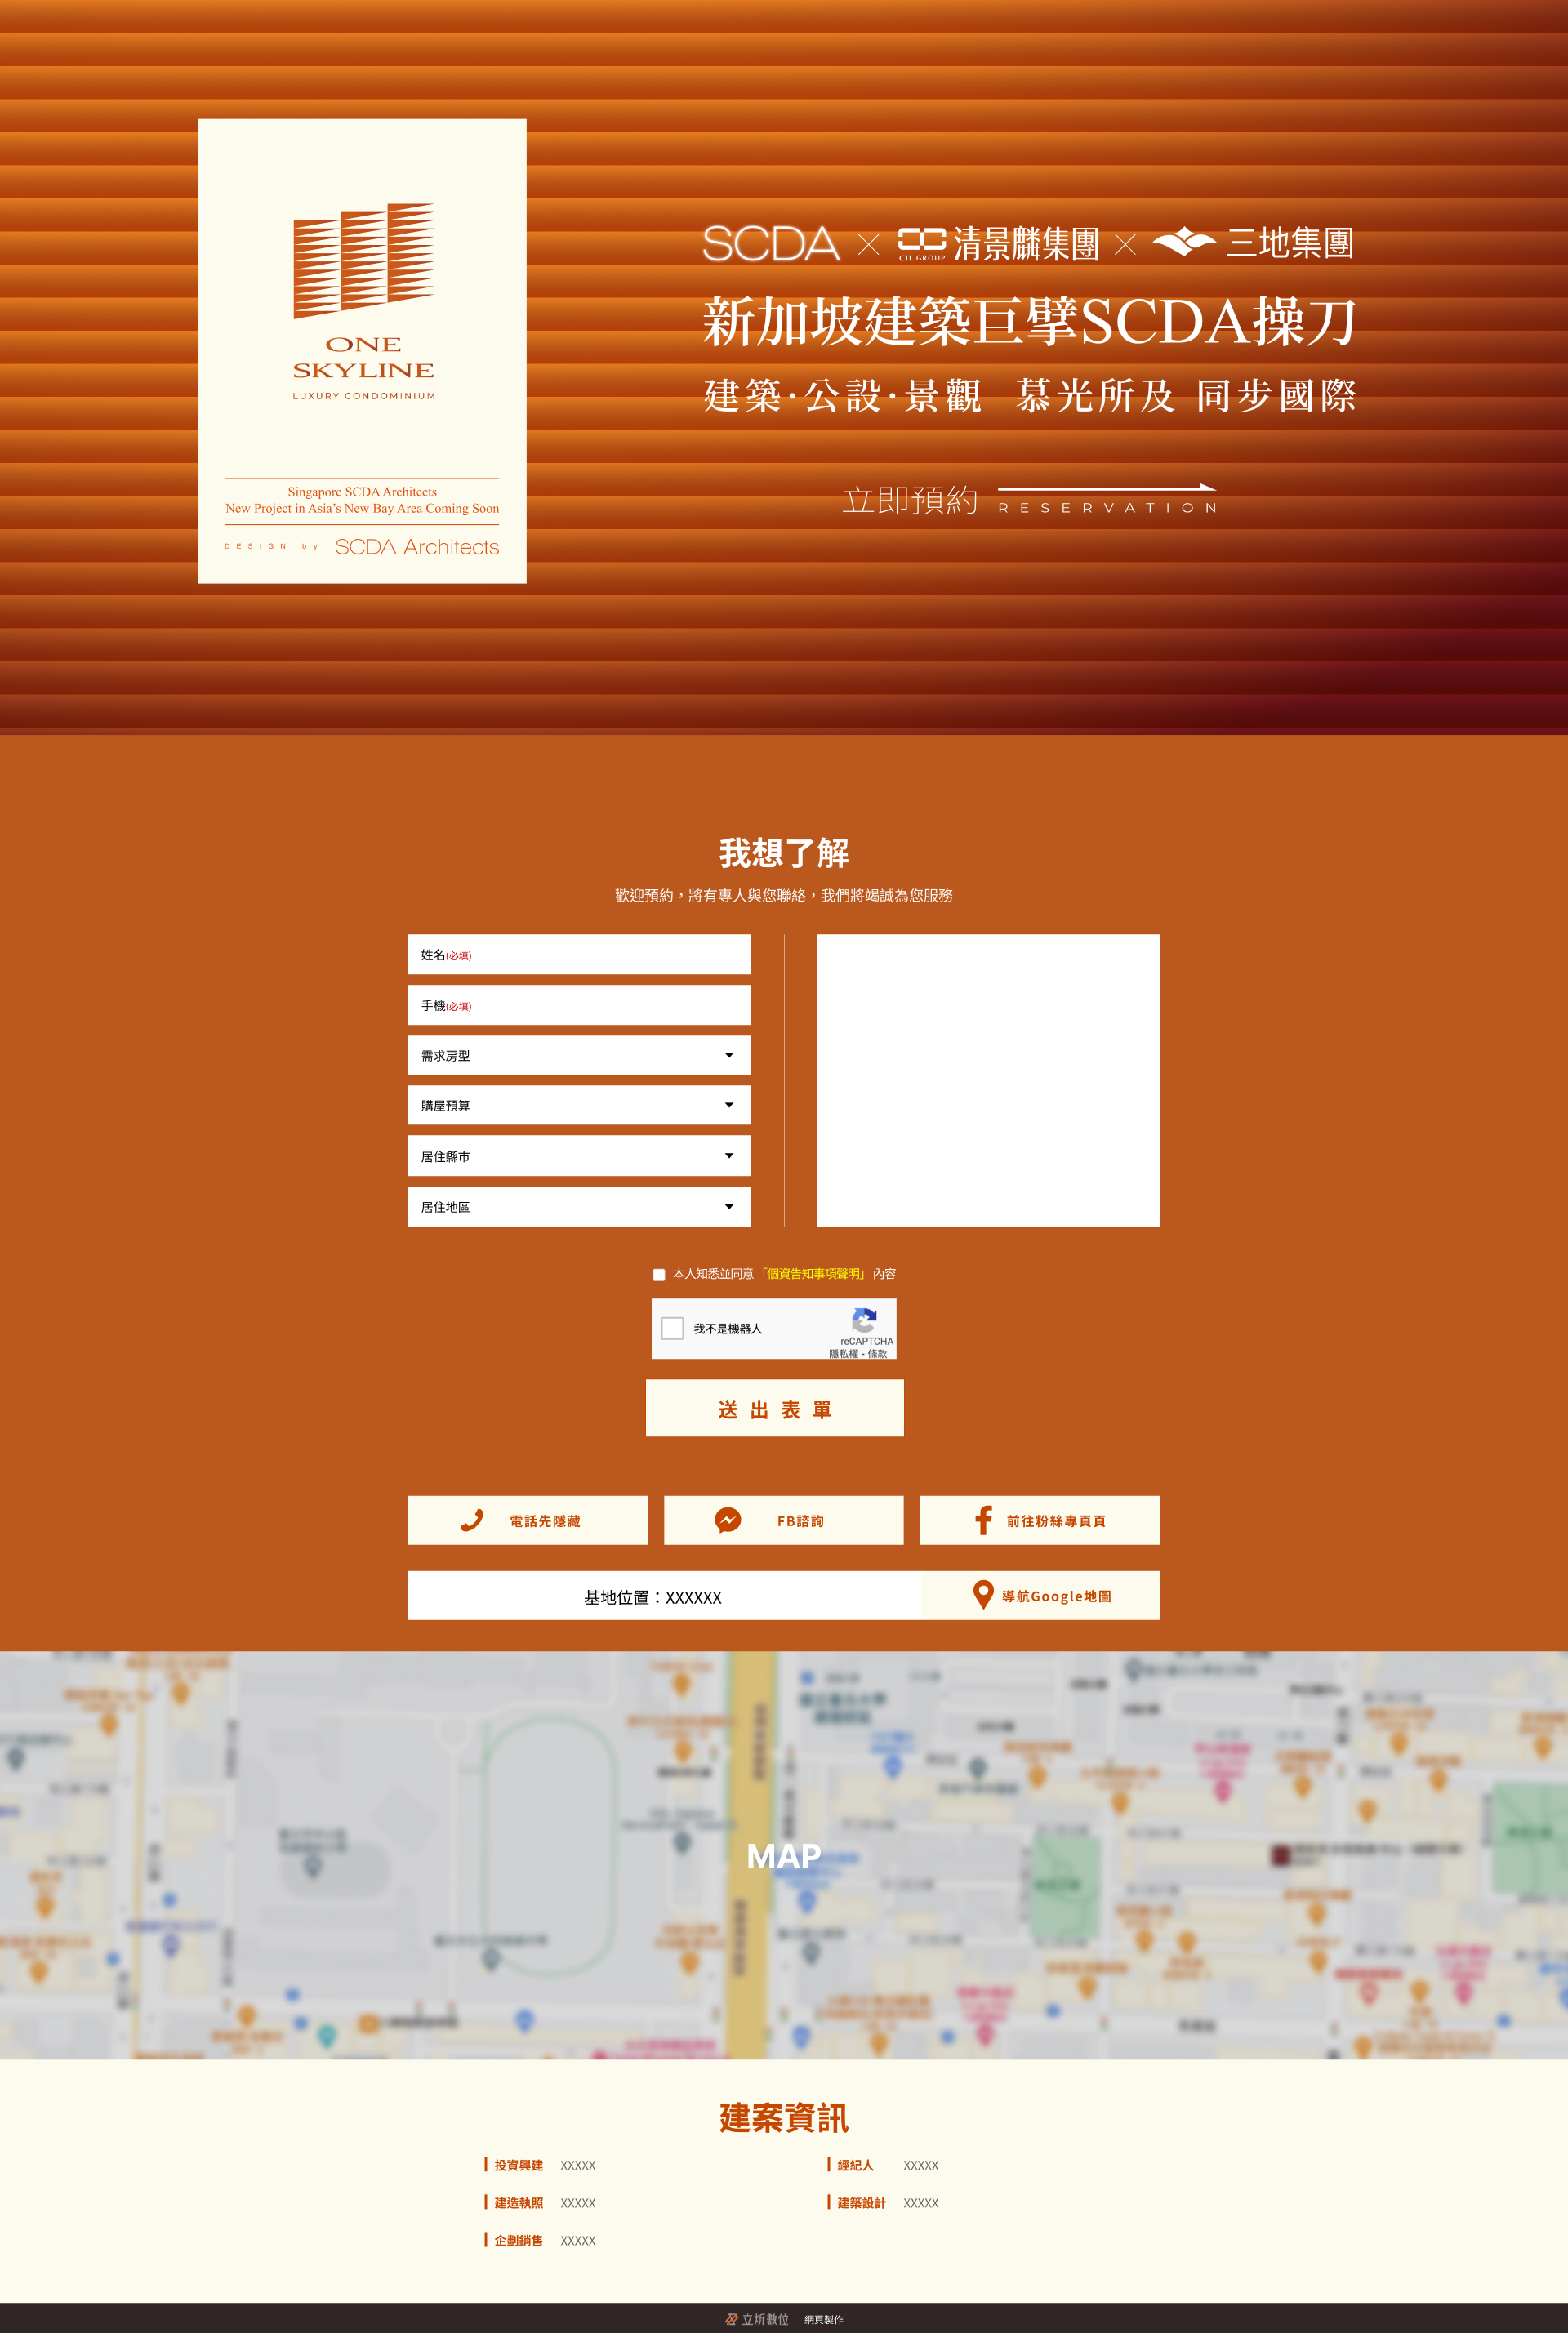 ONE
SKYLINE
LUXURY CONDOMINIUM
Singapore SCDA Architects
New Project in Asia's New Bay Area Coming Soon
DESIGN by SCDA Architects
SCDA × CJL GROUP 清景麟集團 × 三地集團
新加坡建築巨擘SCDA操刀
建築·公設·景觀 慕光所及 同步國際
立即預約 RESERVATION
我想了解
歡迎預約，將有專人與您聯絡，我們將竭誠為您服務
姓名(必填)
手機(必填)
需求房型
購屋預算
居住縣市
居住地區
本人知悉並同意「個資告知事項聲明」 內容
我不是機器人
reCAPTCHA
隱私權 - 條款
送出表單
電話先隱藏
FB諮詢
前往粉絲專頁頁
基地位置：XXXXXX
導航Google地圖
MAP
建案資訊
投資興建 XXXXX
經紀人 XXXXX
建造執照 XXXXX
建築設計 XXXXX
企劃銷售 XXXXX
立炘數位 網頁製作